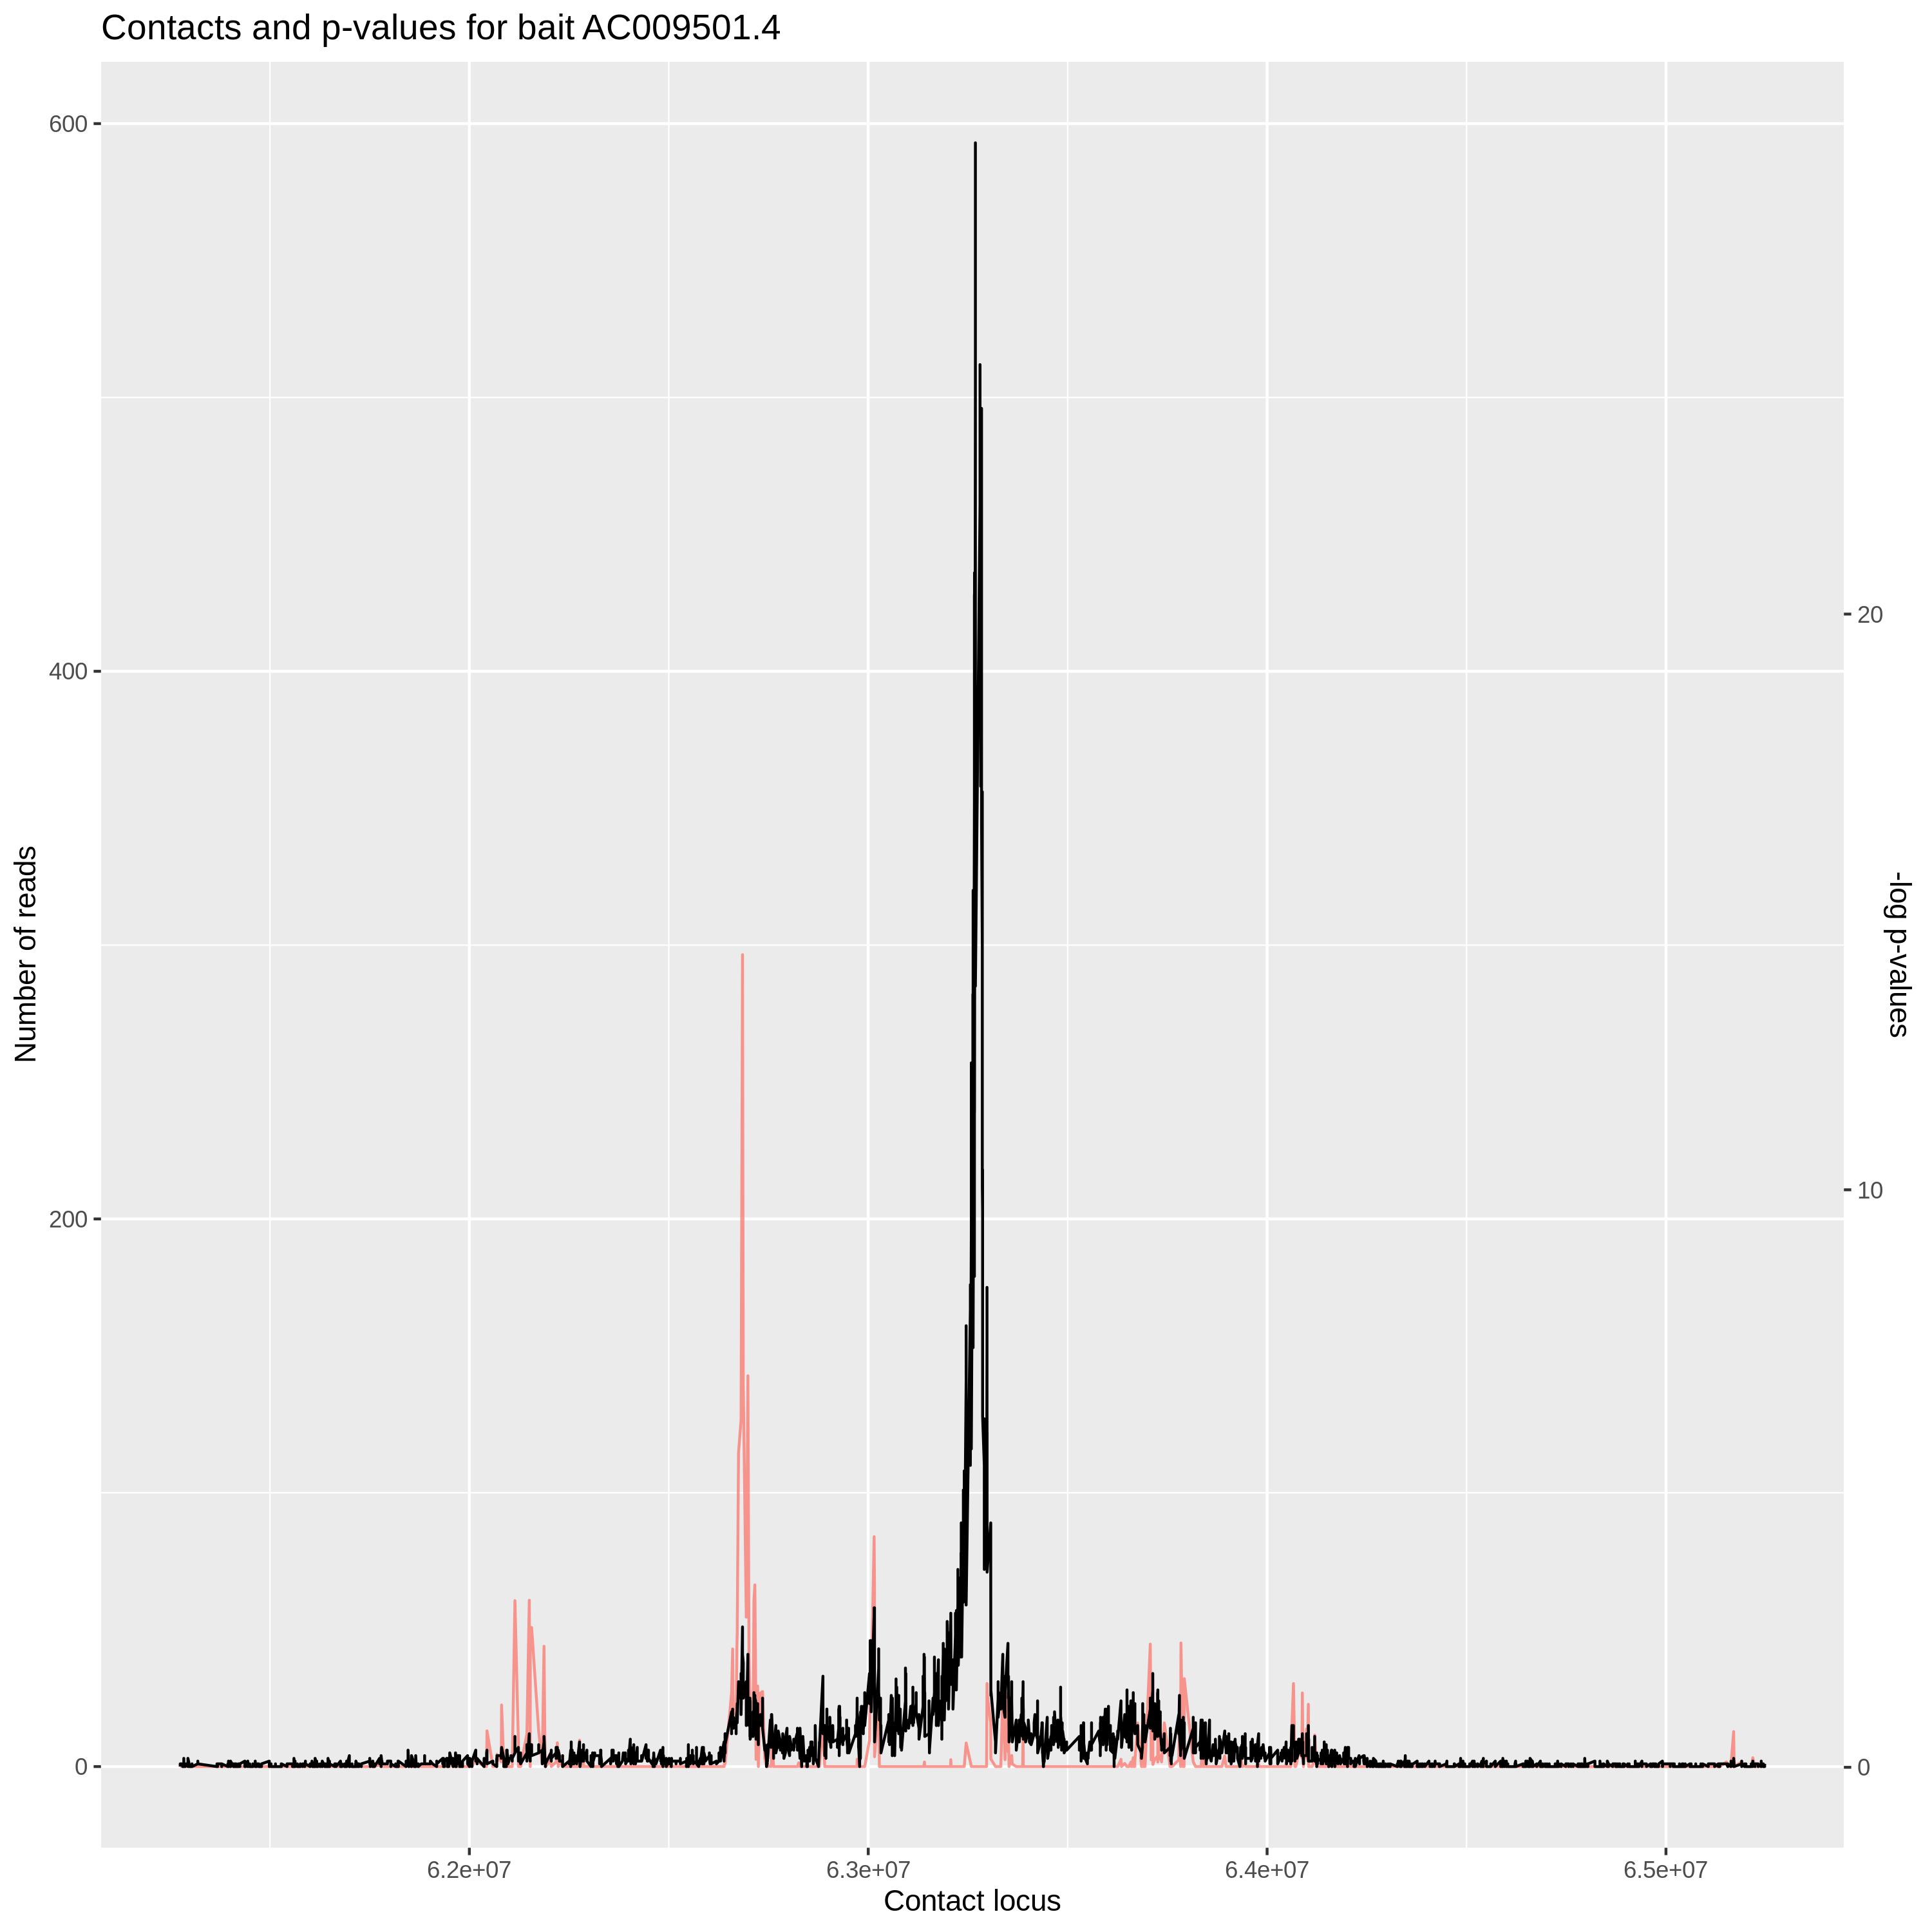 Contacts and p-values for bait AC009501.4
600
400
200
0
Number of reads
20
10
0
-log p-values
6.2e+07
6.3e+07
6.4e+07
6.5e+07
Contact locus